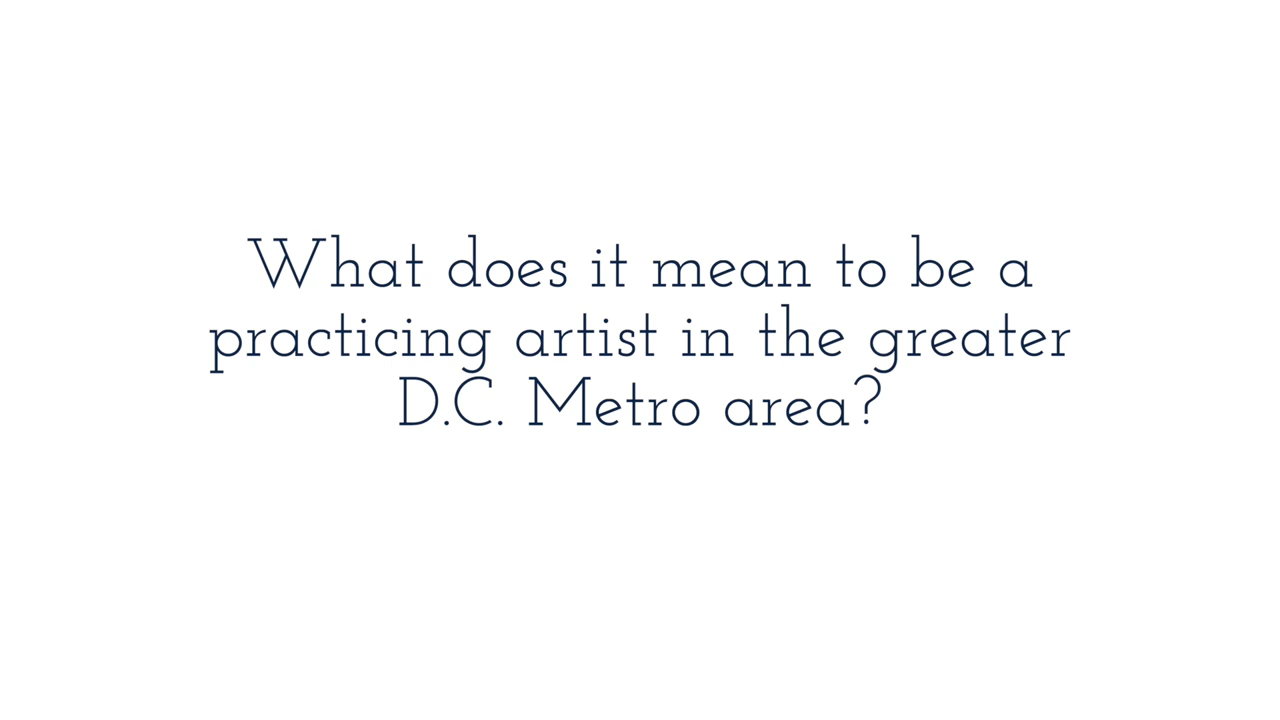 What does it mean to be a
practicing artist in the greater
D.C. Metro area?